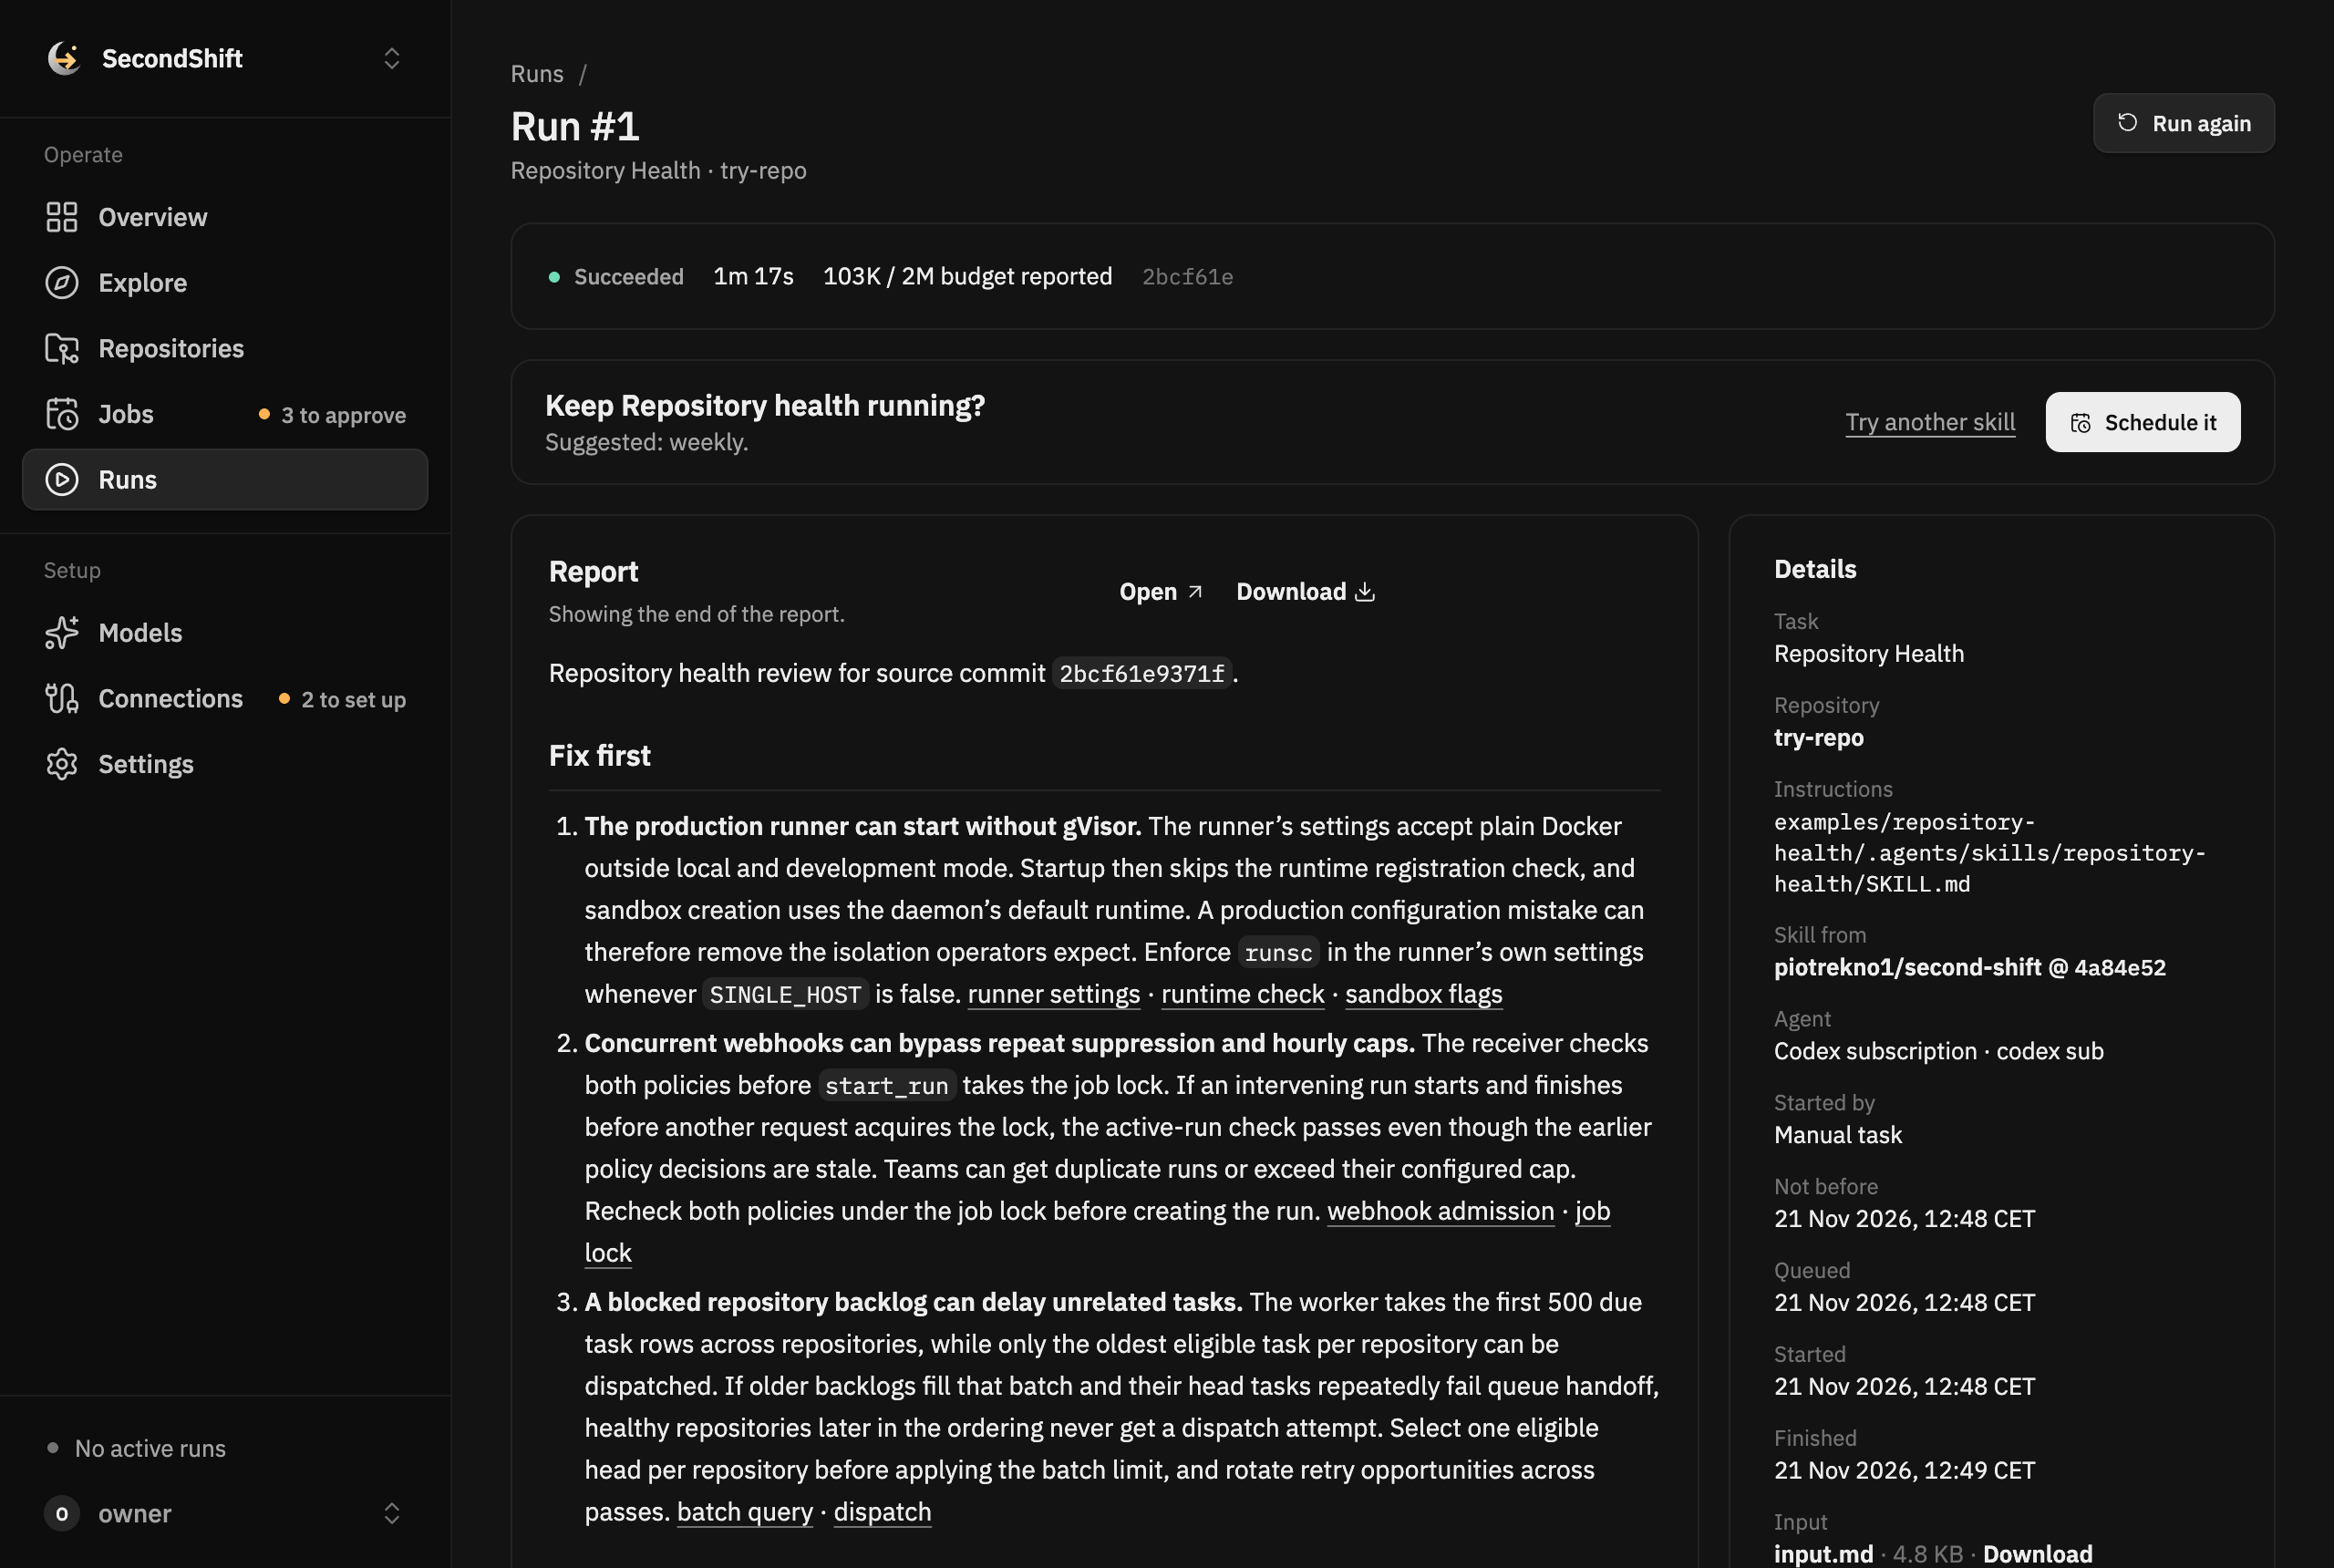 SecondShift
Operate
Overview
Explore
Repositories
Jobs
3 to approve
Runs
Setup
Models
Connections
2 to set up
Settings
No active runs
o
owner
Runs /
Run #1
Repository Health · try-repo
Run again
Succeeded 1m 17s 103K / 2M budget reported 2bcf61e
Keep Repository health running?
Suggested: weekly.
Try another skill
Schedule it
Report
Showing the end of the report.
Open
Download
Repository health review for source commit 2bcf61e9371f.
Fix first
1. The production runner can start without gVisor. The runner’s settings accept plain Docker
outside local and development mode. Startup then skips the runtime registration check, and
sandbox creation uses the daemon’s default runtime. A production configuration mistake can
therefore remove the isolation operators expect. Enforce runsc in the runner’s own settings
whenever SINGLE_HOST is false. runner settings · runtime check · sandbox flags
2. Concurrent webhooks can bypass repeat suppression and hourly caps. The receiver checks
both policies before start_run takes the job lock. If an intervening run starts and finishes
before another request acquires the lock, the active-run check passes even though the earlier
policy decisions are stale. Teams can get duplicate runs or exceed their configured cap.
Recheck both policies under the job lock before creating the run. webhook admission · job
lock
3. A blocked repository backlog can delay unrelated tasks. The worker takes the first 500 due
task rows across repositories, while only the oldest eligible task per repository can be
dispatched. If older backlogs fill that batch and their head tasks repeatedly fail queue handoff,
healthy repositories later in the ordering never get a dispatch attempt. Select one eligible
head per repository before applying the batch limit, and rotate retry opportunities across
passes. batch query · dispatch
Details
Task
Repository Health
Repository
try-repo
Instructions
examples/repository-
health/.agents/skills/repository-
health/SKILL.md
Skill from
piotrekno1/second-shift @ 4a84e52
Agent
Codex subscription · codex sub
Started by
Manual task
Not before
21 Nov 2026, 12:48 CET
Queued
21 Nov 2026, 12:48 CET
Started
21 Nov 2026, 12:48 CET
Finished
21 Nov 2026, 12:49 CET
Input
input.md · 4.8 KB · Download